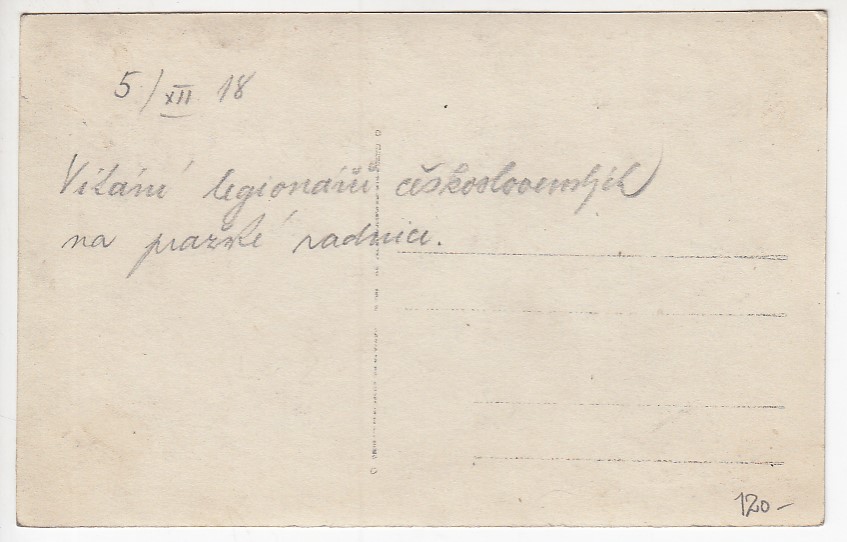 5/XII 18
Vítání legionářů československých
na pražské radnici.
120–